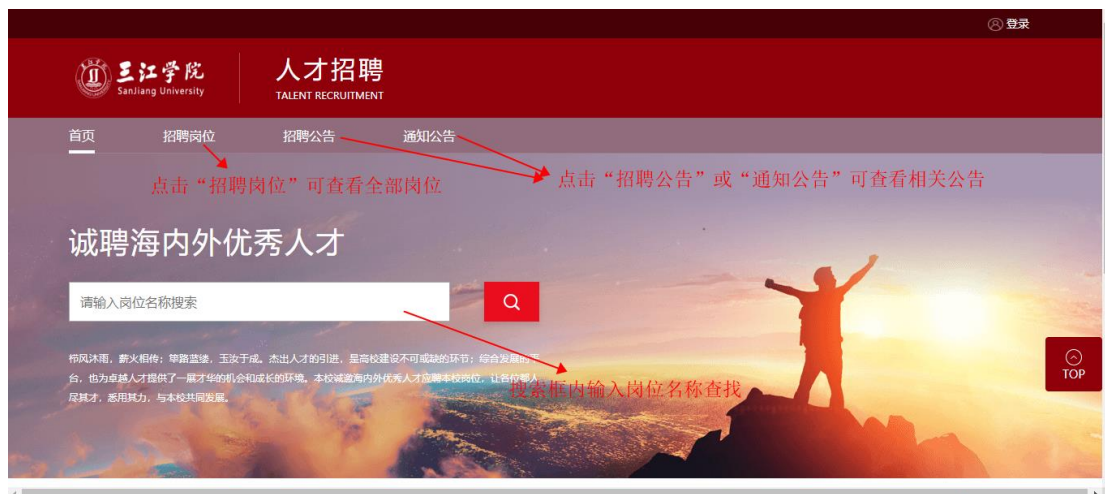 登录
三江学院
SanJiang University
人才招聘
TALENT RECRUITMENT
首页 招聘岗位 招聘公告 通知公告
点击“招聘岗位”可查看全部岗位
点击“招聘公告”或“通知公告”可查看相关公告
诚聘海内外优秀人才
请输入岗位名称搜索
栉风沐雨，薪火相传；筚路蓝缕，玉汝于成。杰出人才的引进，是高校建设不可或缺的环节；综合发展的平
台，也为卓越人才提供了一展才华的机会和成长的环境。本校诚邀海内外优秀人才应聘本校岗位，让各位都人
尽其才，悉用其力，与本校共同发展。
搜索框内输入岗位名称查找
TOP